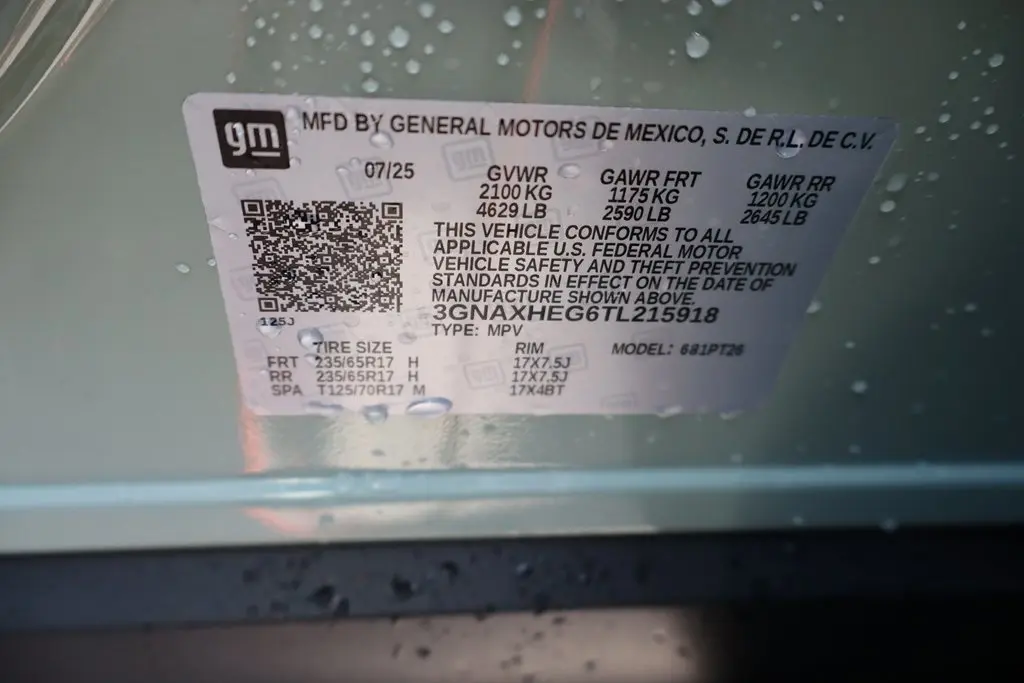 gm MFD BY GENERAL MOTORS DE MEXICO, S. DE R.L. DE C.V.
07/25 GVWR GAWR FRT GAWR RR
2100 KG 1175 KG 1200 KG
4629 LB 2590 LB 2645 LB
THIS VEHICLE CONFORMS TO ALL
APPLICABLE U.S. FEDERAL MOTOR
VEHICLE SAFETY AND THEFT PREVENTION
STANDARDS IN EFFECT ON THE DATE OF
MANUFACTURE SHOWN ABOVE.
3GNAXHEG6TL215918
125J TYPE: MPV
TIRE SIZE RIM MODEL: 681PT26
FRT 235/65R17 H 17X7.5J
RR 235/65R17 H 17X7.5J
SPA T125/70R17 M 17X4BT